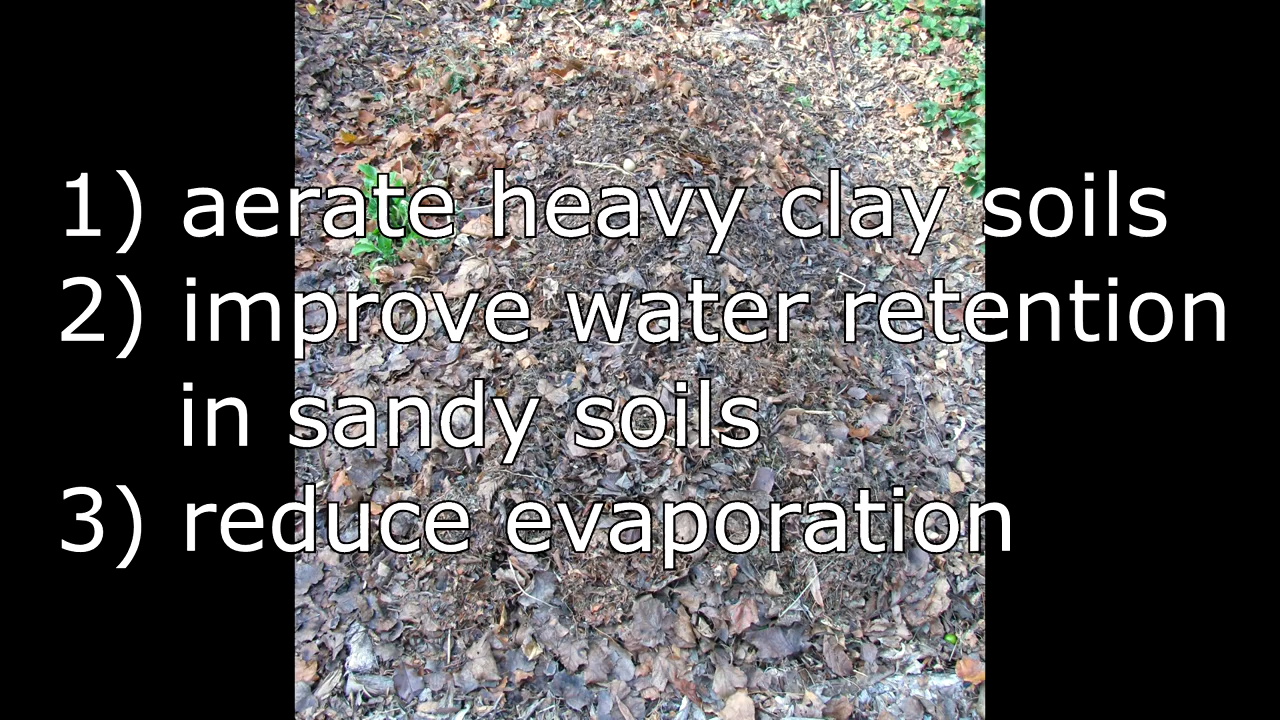 1) aerate heavy clay soils
2) improve water retention
in sandy soils
3) reduce evaporation